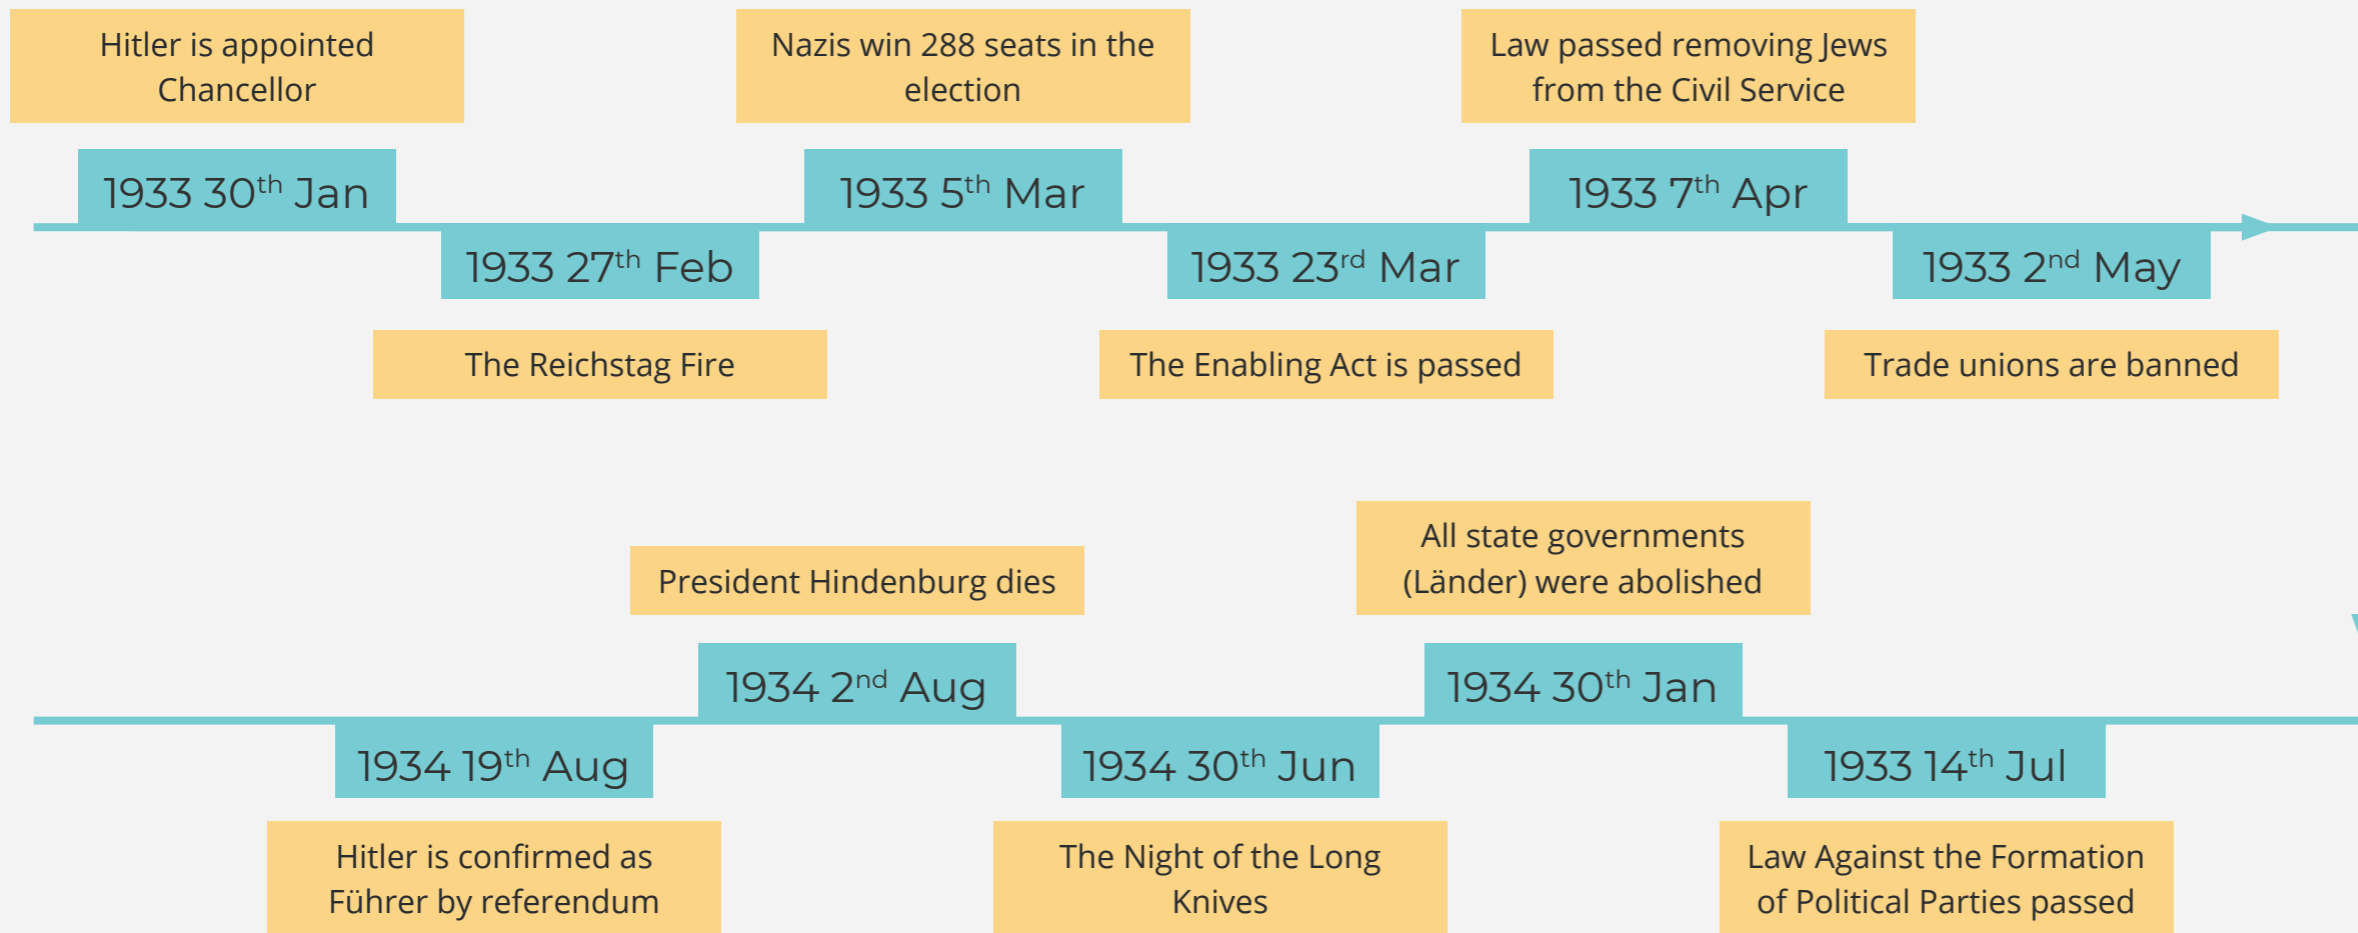 Hitler is appointed
Chancellor
1933 30th Jan
1933 27th Feb
The Reichstag Fire
Nazis win 288 seats in the
election
1933 5th Mar
1933 23rd Mar
The Enabling Act is passed
Law passed removing Jews
from the Civil Service
1933 7th Apr
1933 2nd May
Trade unions are banned
Law Against the Formation
of Political Parties passed
1933 14th Jul
All state governments
(Länder) were abolished
1934 30th Jan
1934 30th Jun
The Night of the Long
Knives
President Hindenburg dies
1934 2nd Aug
1934 19th Aug
Hitler is confirmed as
Führer by referendum